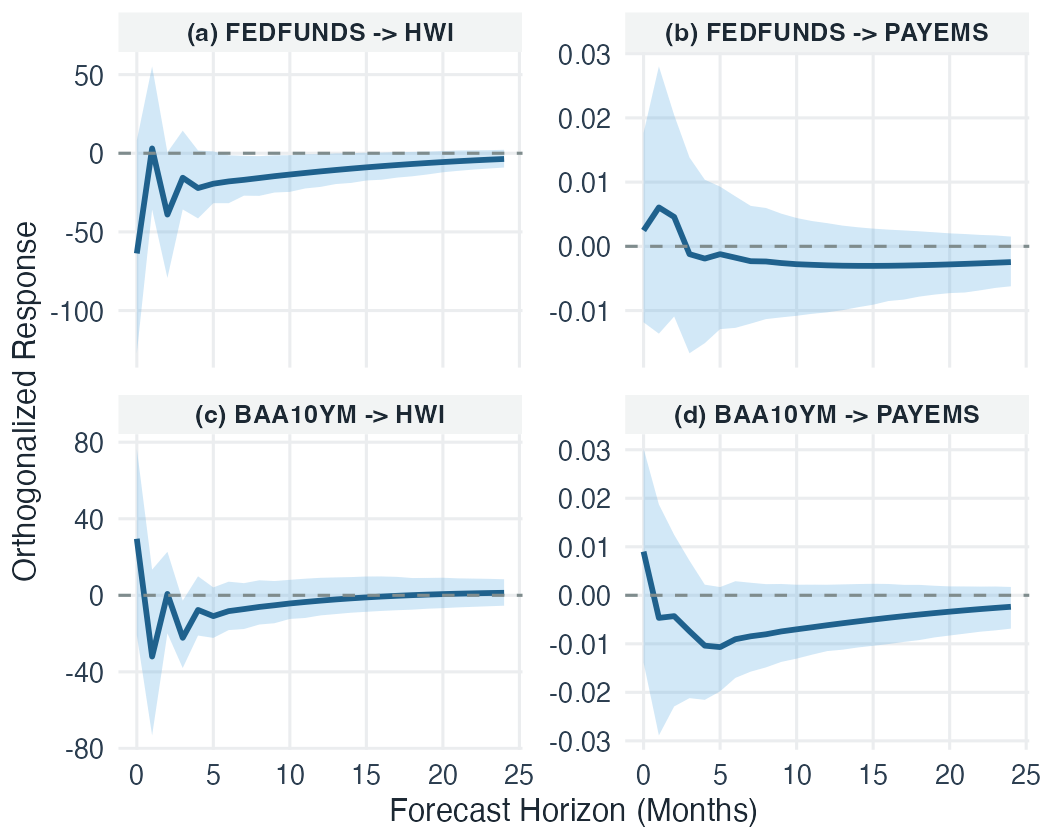 (a) FEDFUNDS -> HWI
50
0
-50
-100
(b) FEDFUNDS -> PAYEMS
0.03
0.02
0.01
0.00
-0.01
Orthogonalized Response
(c) BAA10YM -> HWI
80
40
0
-40
-80
0 5 10 15 20 25
(d) BAA10YM -> PAYEMS
0.03
0.02
0.01
0.00
-0.01
-0.02
-0.03
0 5 10 15 20 25
Forecast Horizon (Months)